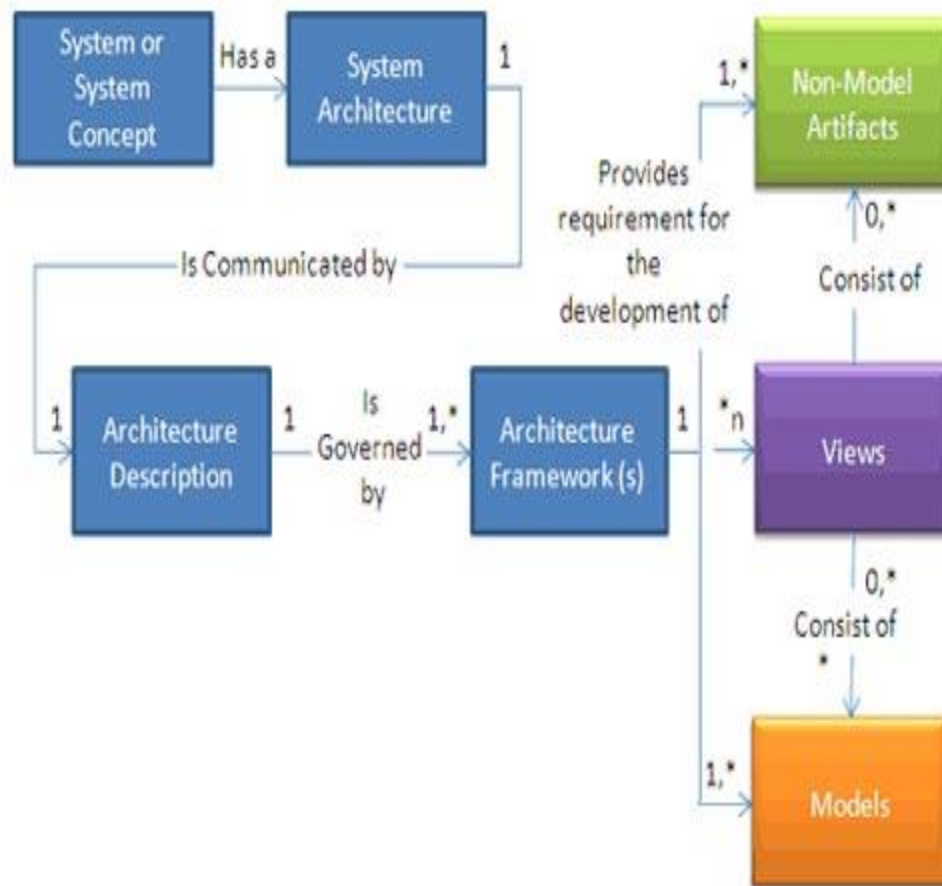 System or
System
Concept
Has a
System
Architecture
1
Is Communicated by
1
Architecture
Description
1
Is
Governed
by
1,*
Architecture
Framework (s)
1
Provides
requirement for
the
development of
1,*
Non-Model
Artifacts
0,*
Consist of
*n
Views
0,*
Consist of
*
1,*
Models